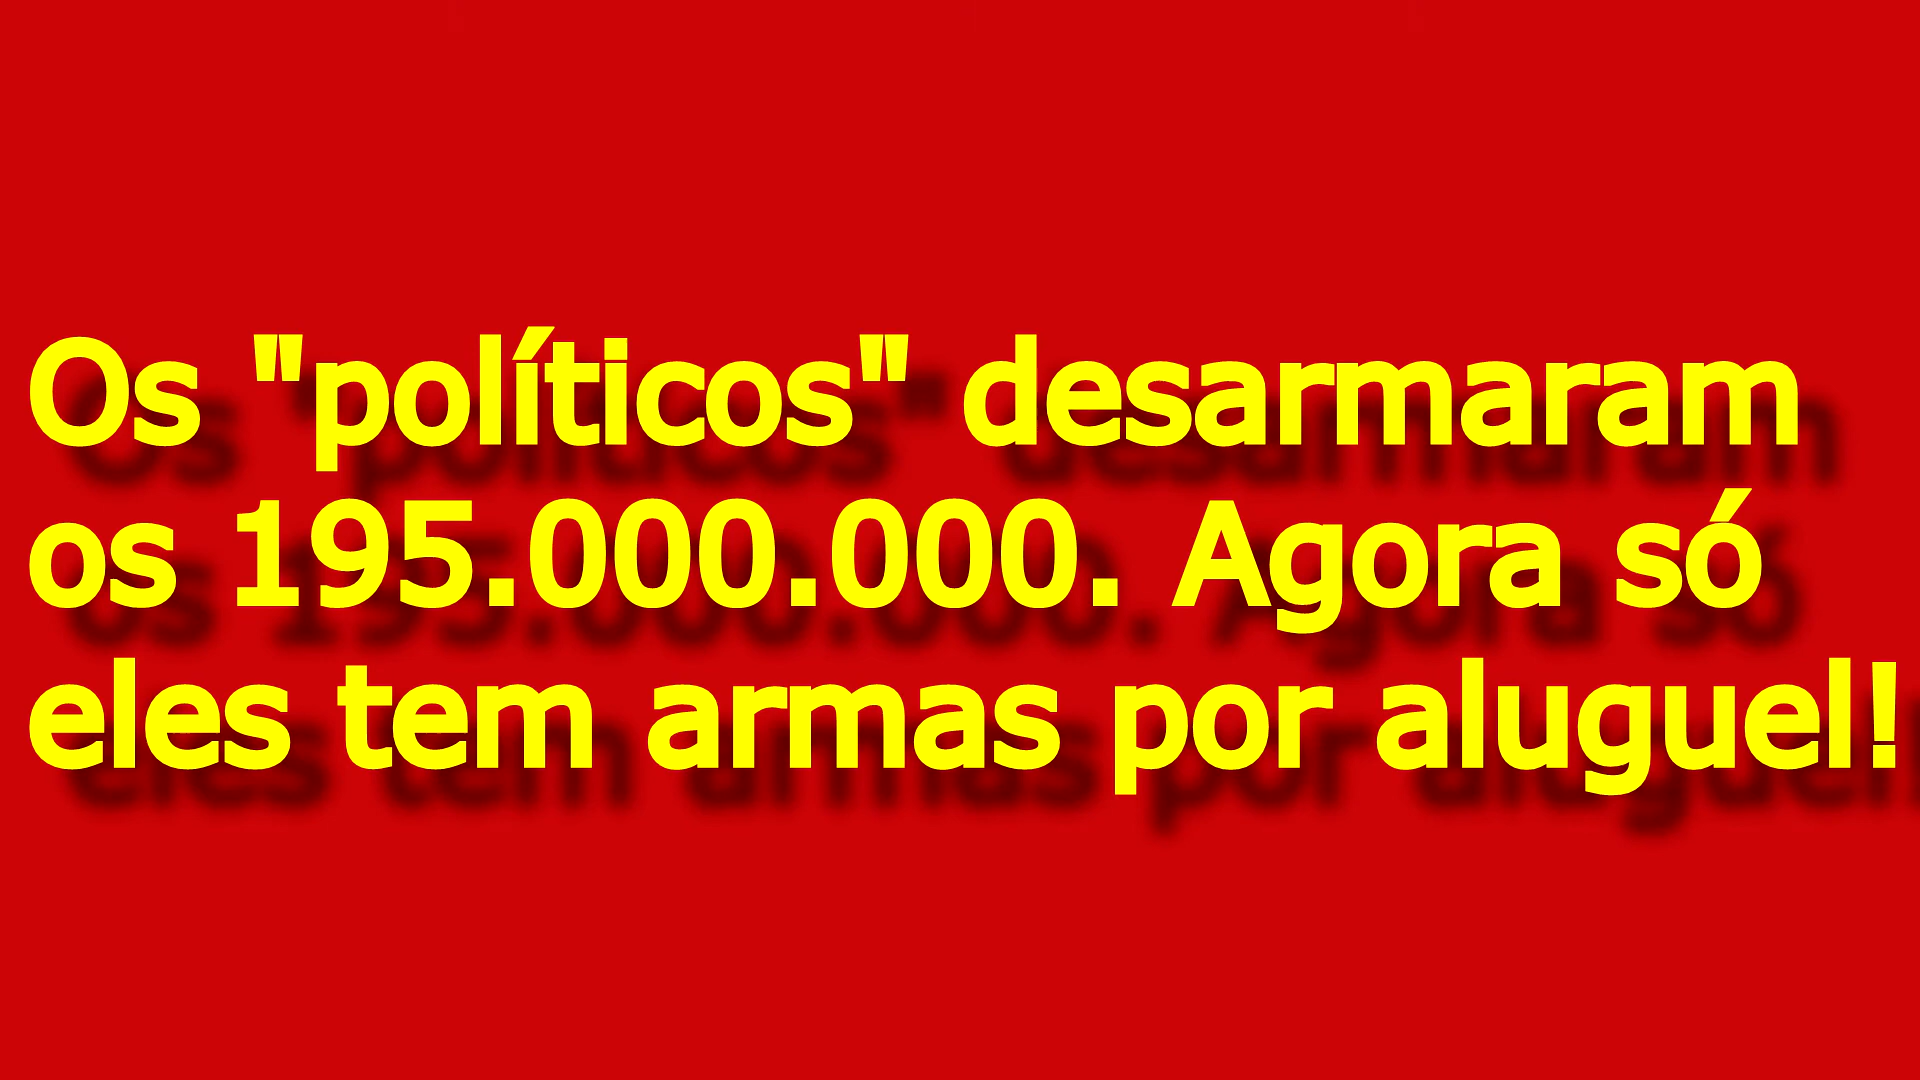 Os "políticos" desarmaram
os 195.000.000. Agora só
eles tem armas por aluguel!